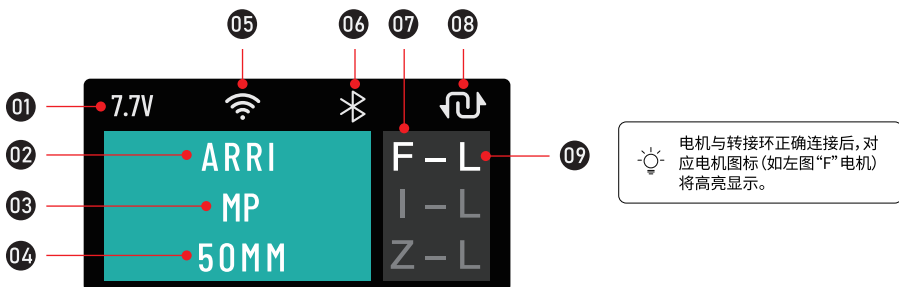 05 06 07 08
01 7.7V
02 ARRI F – L 09
03 MP I – L
04 50MM Z – L
电机与转接环正确连接后,对
应电机图标(如左图“F”电机)
将高亮显示。